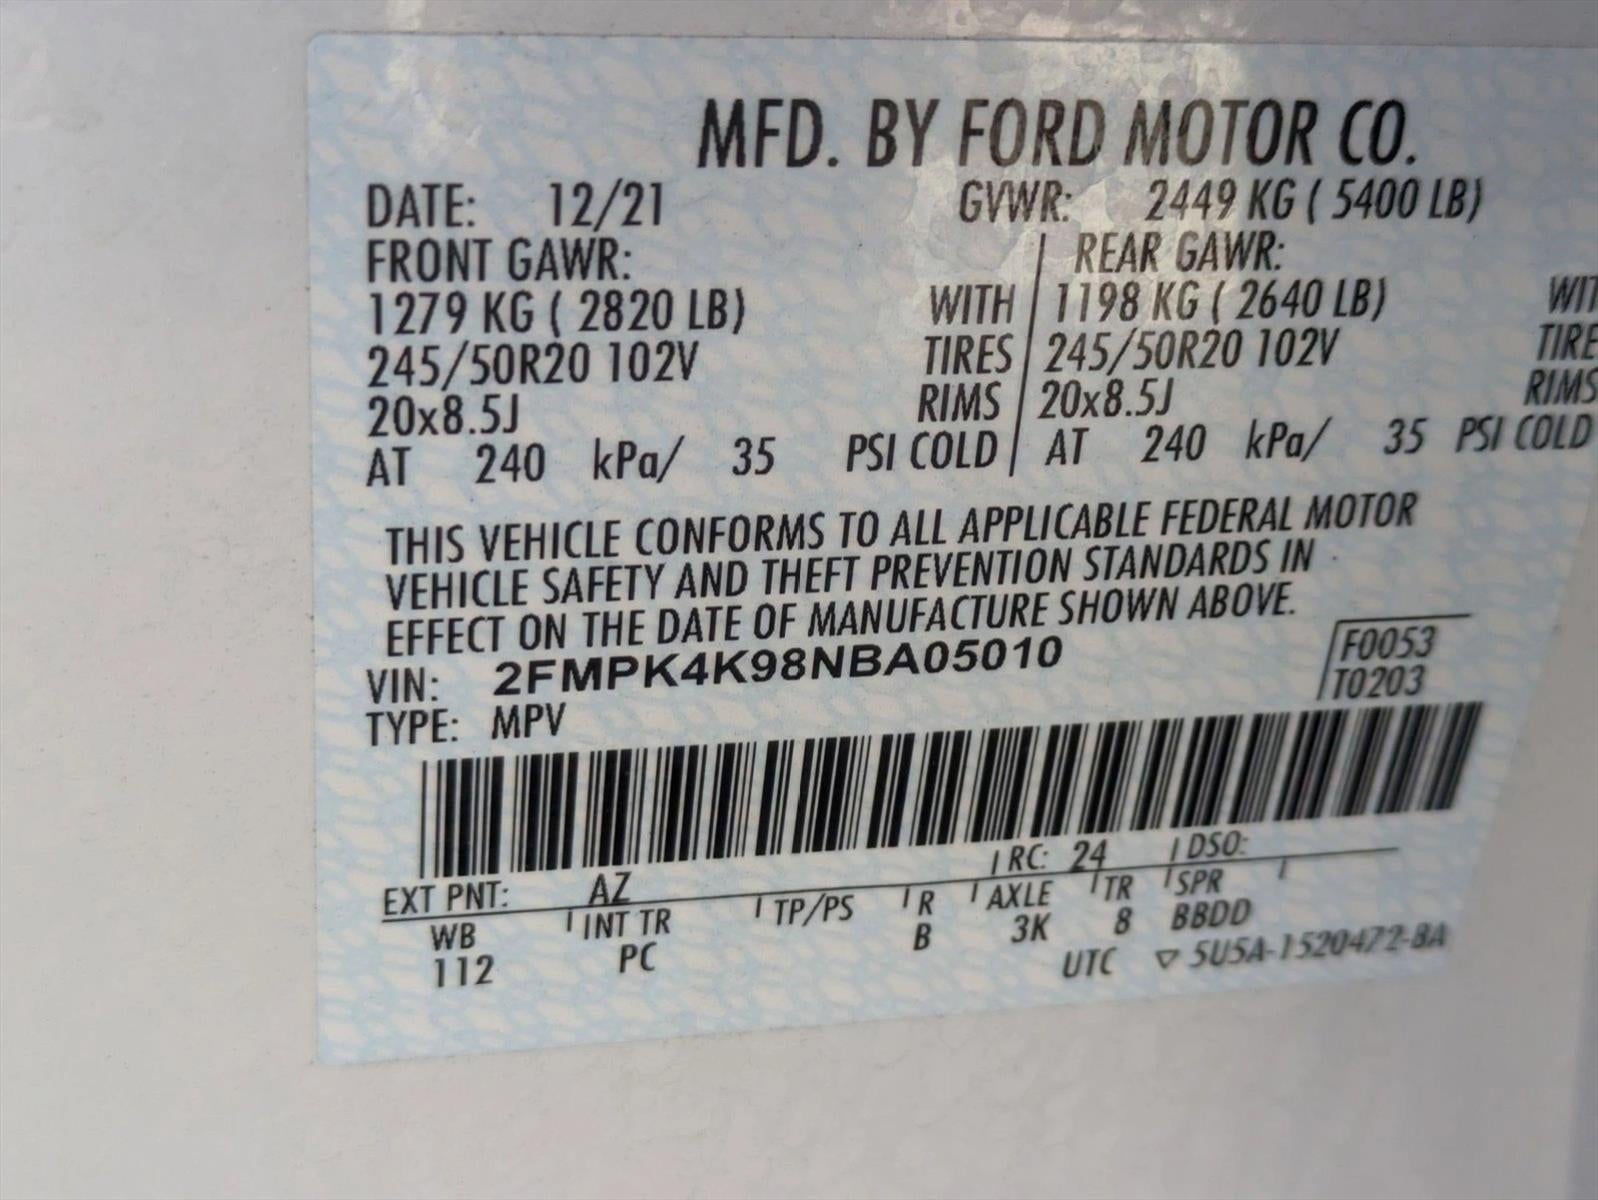 MFD. BY FORD MOTOR CO.
DATE: 12/21 GVWR: 2449 KG ( 5400 LB)
FRONT GAWR: REAR GAWR:
1279 KG ( 2820 LB) WITH 1198 KG ( 2640 LB) WIT
245/50R20 102V TIRES 245/50R20 102V TIRE
20x8.5J RIMS 20x8.5J RIMS
AT 240 kPa/ 35 PSI COLD AT 240 kPa/ 35 PSI COLD
THIS VEHICLE CONFORMS TO ALL APPLICABLE FEDERAL MOTOR
VEHICLE SAFETY AND THEFT PREVENTION STANDARDS IN
EFFECT ON THE DATE OF MANUFACTURE SHOWN ABOVE.
VIN: 2FMPK4K98NBA05010 F0053
TYPE: MPV T0203
EXT PNT: AZ RC: 24 DSO:
WB INT TR TP/PS R AXLE TR SPR
112 PC B 3K 8 BBDD
UTC ▽ 5U5A-1520472-BA